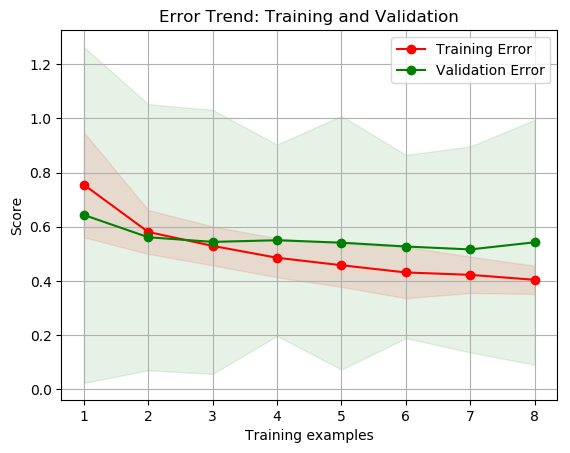 Error Trend: Training and Validation
Training Error
Validation Error
Score
1.2
1.0
0.8
0.6
0.4
0.2
0.0
1 2 3 4 5 6 7 8
Training examples